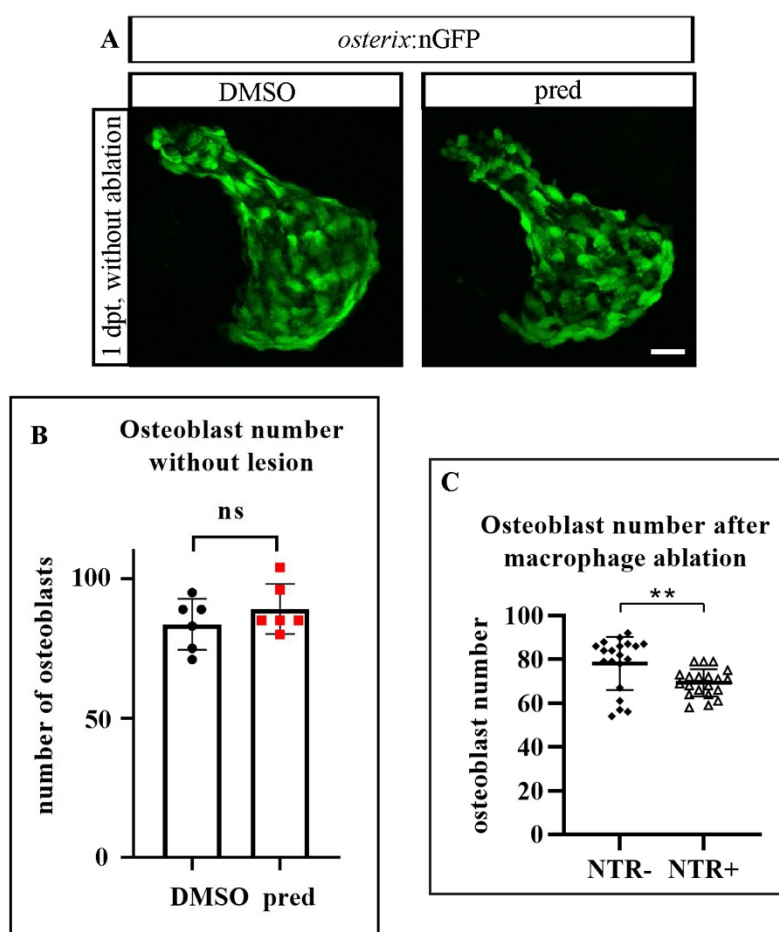 A
osterix:nGFP
DMSO
pred
1 dpt, without ablation
B
Osteoblast number
without lesion
ns
number of osteoblasts
100
50
0
DMSO pred
C
Osteoblast number after
macrophage ablation
**
osteoblast number
100
80
60
40
20
0
NTR- NTR+